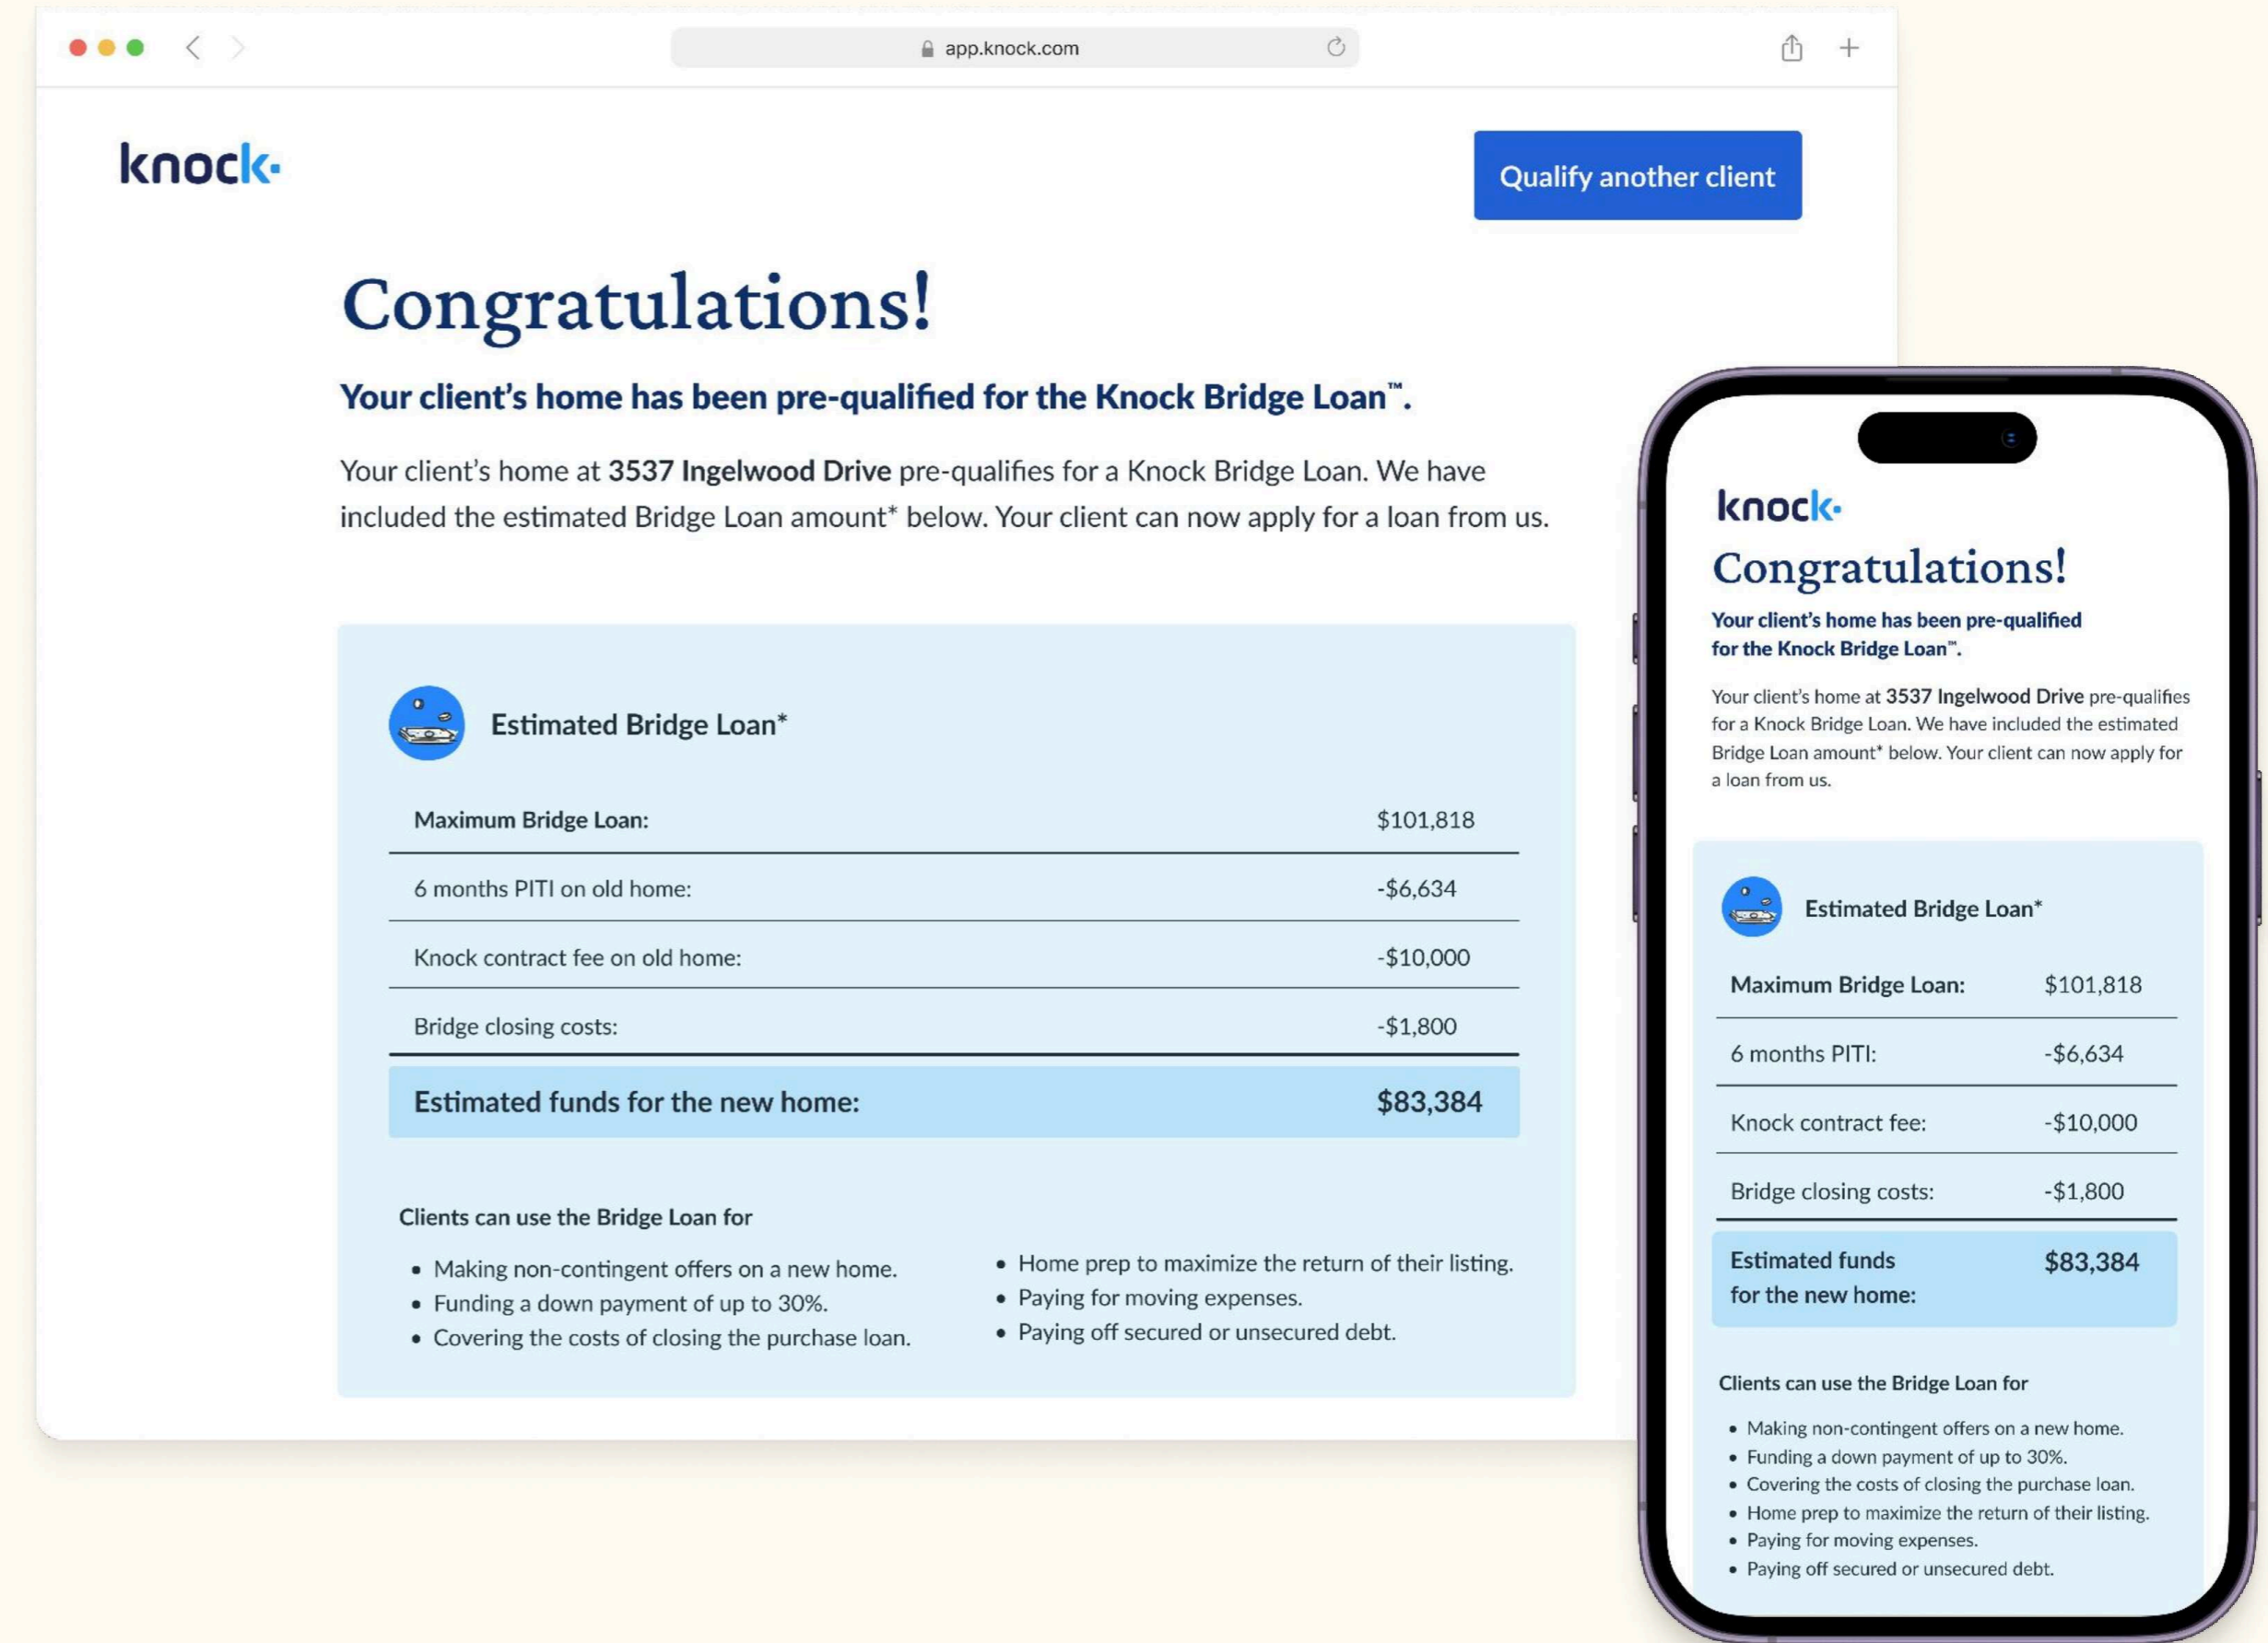 app.knock.com
knock
Qualify another client
Congratulations!
Your client's home has been pre-qualified for the Knock Bridge Loan™.
Your client's home at 3537 Ingelwood Drive pre-qualifies for a Knock Bridge Loan. We have
included the estimated Bridge Loan amount* below. Your client can now apply for a loan from us.
Estimated Bridge Loan*
Maximum Bridge Loan: $101,818
6 months PITI on old home: -$6,634
Knock contract fee on old home: -$10,000
Bridge closing costs: -$1,800
Estimated funds for the new home: $83,384
Clients can use the Bridge Loan for
• Making non-contingent offers on a new home.
• Funding a down payment of up to 30%.
• Covering the costs of closing the purchase loan.
• Home prep to maximize the return of their listing.
• Paying for moving expenses.
• Paying off secured or unsecured debt.
knock
Congratulations!
Your client's home has been pre-qualified
for the Knock Bridge Loan™.
Your client's home at 3537 Ingelwood Drive pre-qualifies
for a Knock Bridge Loan. We have included the estimated
Bridge Loan amount* below. Your client can now apply for
a loan from us.
Estimated Bridge Loan*
Maximum Bridge Loan: $101,818
6 months PITI: -$6,634
Knock contract fee: -$10,000
Bridge closing costs: -$1,800
Estimated funds $83,384
for the new home:
Clients can use the Bridge Loan for
• Making non-contingent offers on a new home.
• Funding a down payment of up to 30%.
• Covering the costs of closing the purchase loan.
• Home prep to maximize the return of their listing.
• Paying for moving expenses.
• Paying off secured or unsecured debt.